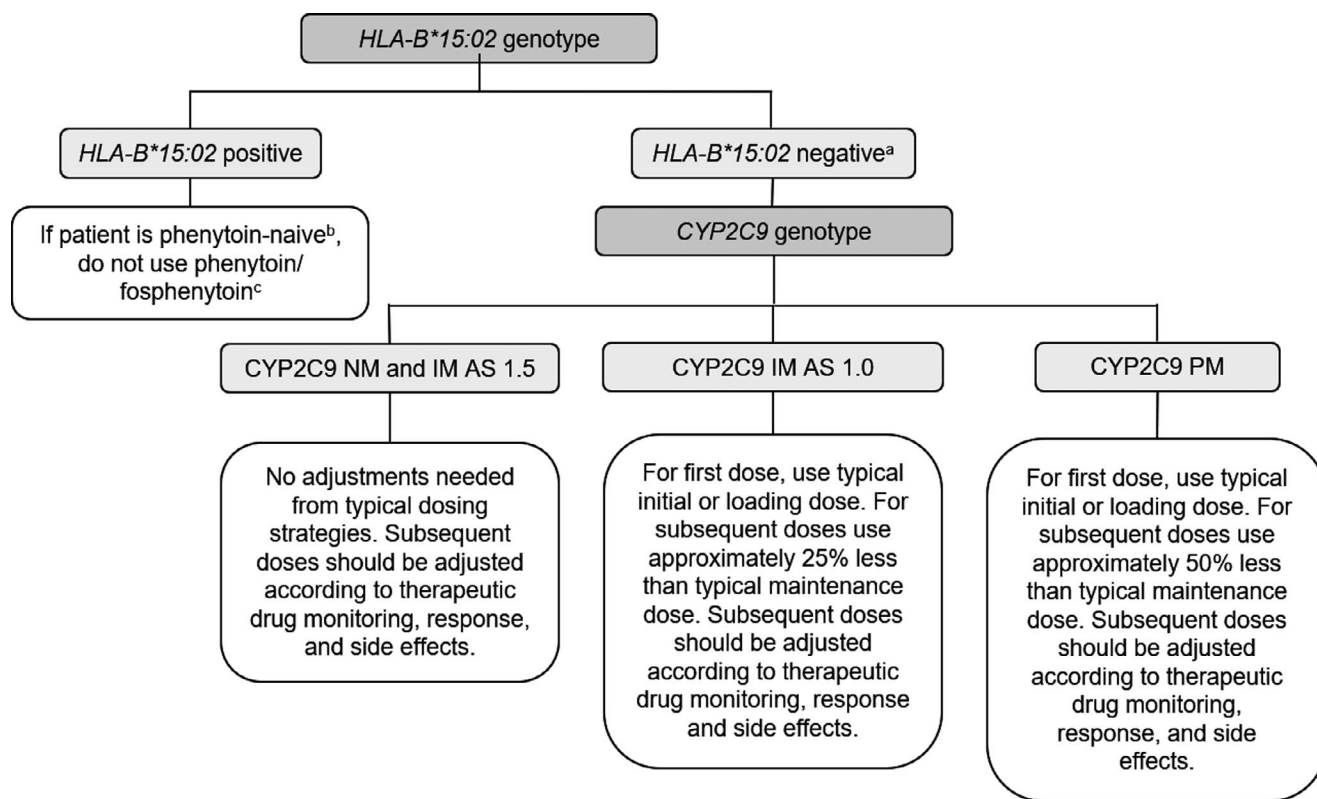 HLA-B*15:02 genotype
HLA-B*15:02 positive
HLA-B*15:02 negativeᵃ
If patient is phenytoin-naiveᵇ,
do not use phenytoin/
fosphenytoinᶜ
CYP2C9 genotype
CYP2C9 NM and IM AS 1.5
CYP2C9 IM AS 1.0
CYP2C9 PM
No adjustments needed
from typical dosing
strategies. Subsequent
doses should be adjusted
according to therapeutic
drug monitoring, response,
and side effects.
For first dose, use typical
initial or loading dose. For
subsequent doses use
approximately 25% less
than typical maintenance
dose. Subsequent doses
should be adjusted
according to therapeutic
drug monitoring, response
and side effects.
For first dose, use typical
initial or loading dose. For
subsequent doses use
approximately 50% less
than typical maintenance
dose. Subsequent doses
should be adjusted
according to therapeutic
drug monitoring,
response, and side
effects.